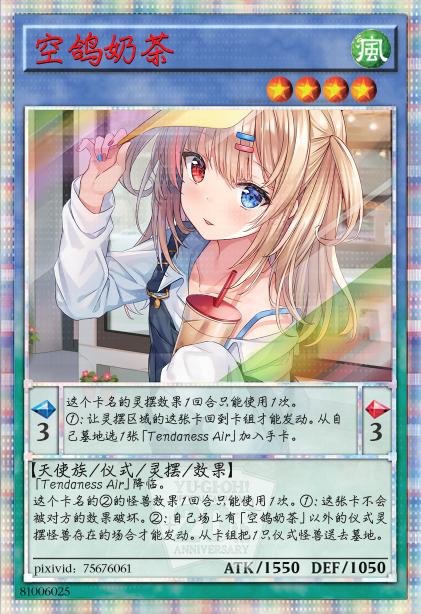 空鸽奶茶
風
这个卡名的灵摆效果1回合只能使用1次。
①:让灵摆区域的这张卡回到卡组才能发动。从自
己墓地选1张「Tendaness Air」加入手卡。
3
3
【天使族/仪式/灵摆/效果】
「Tendaness Air」降临。
这个卡名的②的怪兽效果1回合只能使用1次。①:这张卡不会
被对方的效果破坏。②:自己场上有「空鸽奶茶」以外的仪式灵
摆怪兽存在的场合才能发动。从卡组把1只仪式怪兽送去墓地。
YU-GI-OH!
ANNIVERSARY
pixivid: 75676061
ATK/1550 DEF/1050
81006025